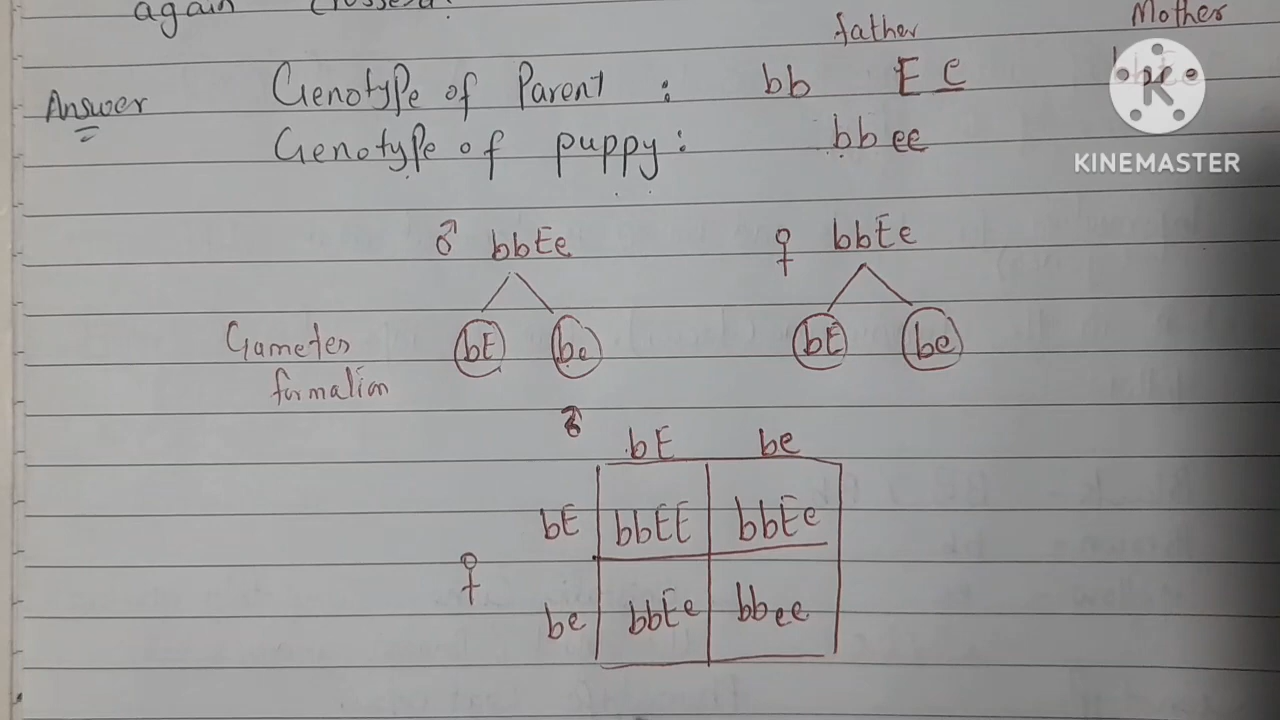 again crossed.
father Mother
Answer Genotype of Parent : bb Ee
Genotype of puppy : bbee
KINEMASTER
♂ bbEe ♀ bbEe
Gametes bE be bE be
formation
♂
bE be
bE bbEE bbEe
♀
be bbEe bbee